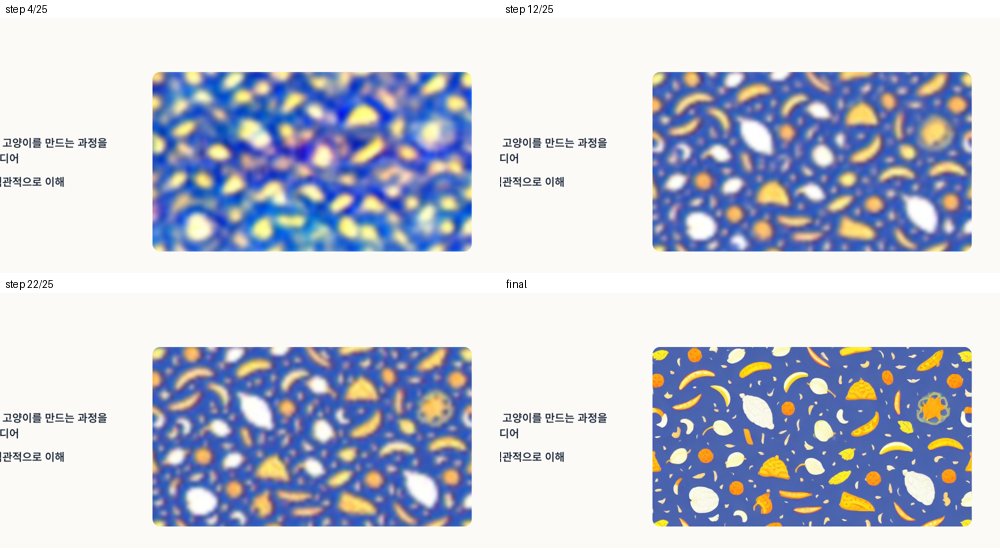 step 4/25
step 12/25
고양이를 만드는 과정을
디어
관적으로 이해
고양이를 만드는 과정을
디어
관적으로 이해
step 22/25
final
고양이를 만드는 과정을
디어
관적으로 이해
고양이를 만드는 과정을
디어
관적으로 이해